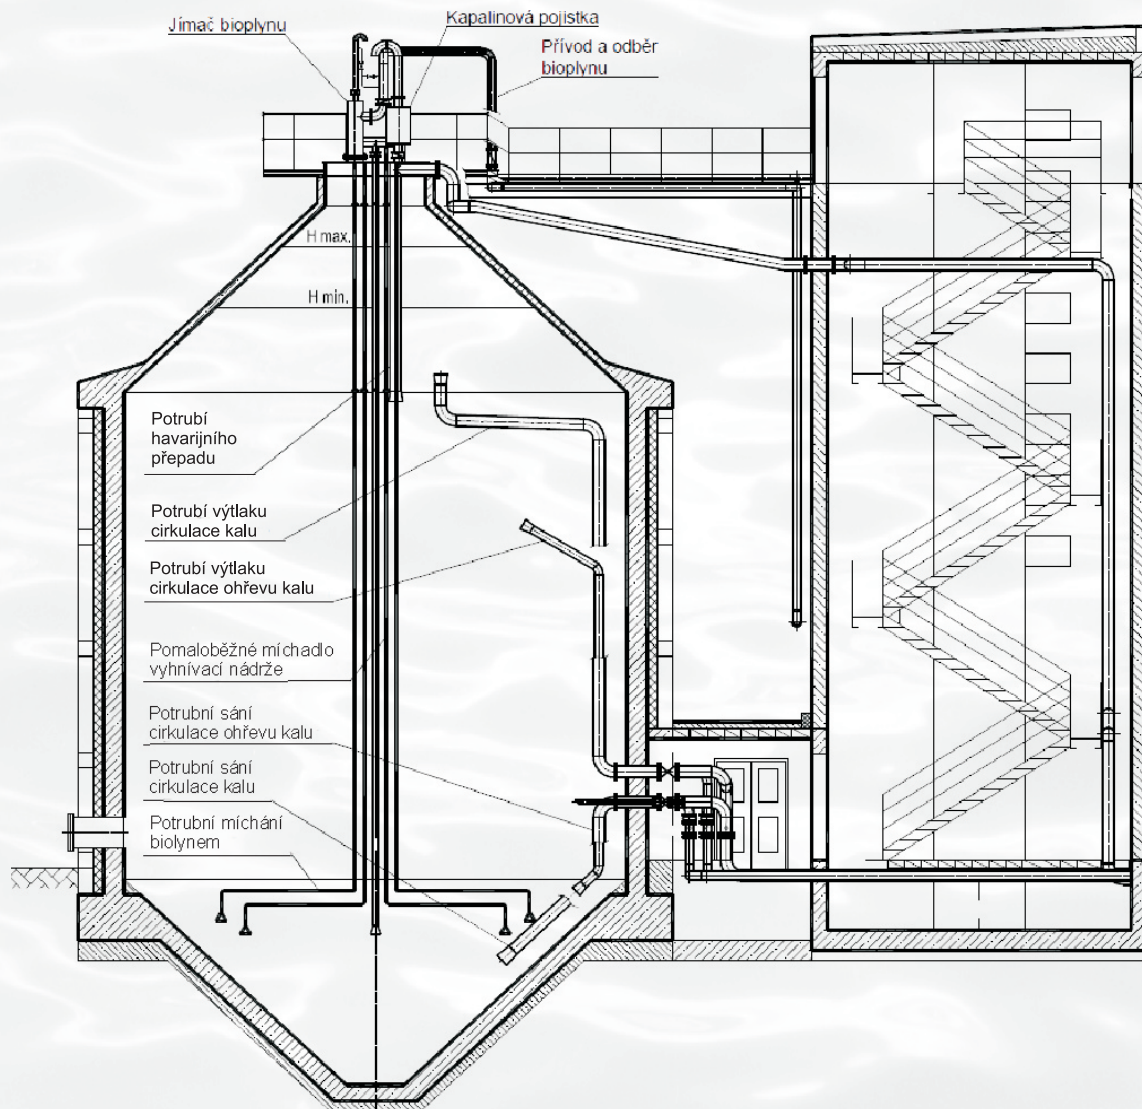 Jímač bioplynu
Kapalinová pojistka
Přívod a odběr
bioplynu
H max.
H min.
Potrubí
havarijního
přepadu
Potrubí výtlaku
cirkulace kalu
Potrubí výtlaku
cirkulace ohřevu kalu
Pomaloběžné míchadlo
vyhnívací nádrže
Potrubní sání
cirkulace ohřevu kalu
Potrubní sání
cirkulace kalu
Potrubní míchání
biolynem